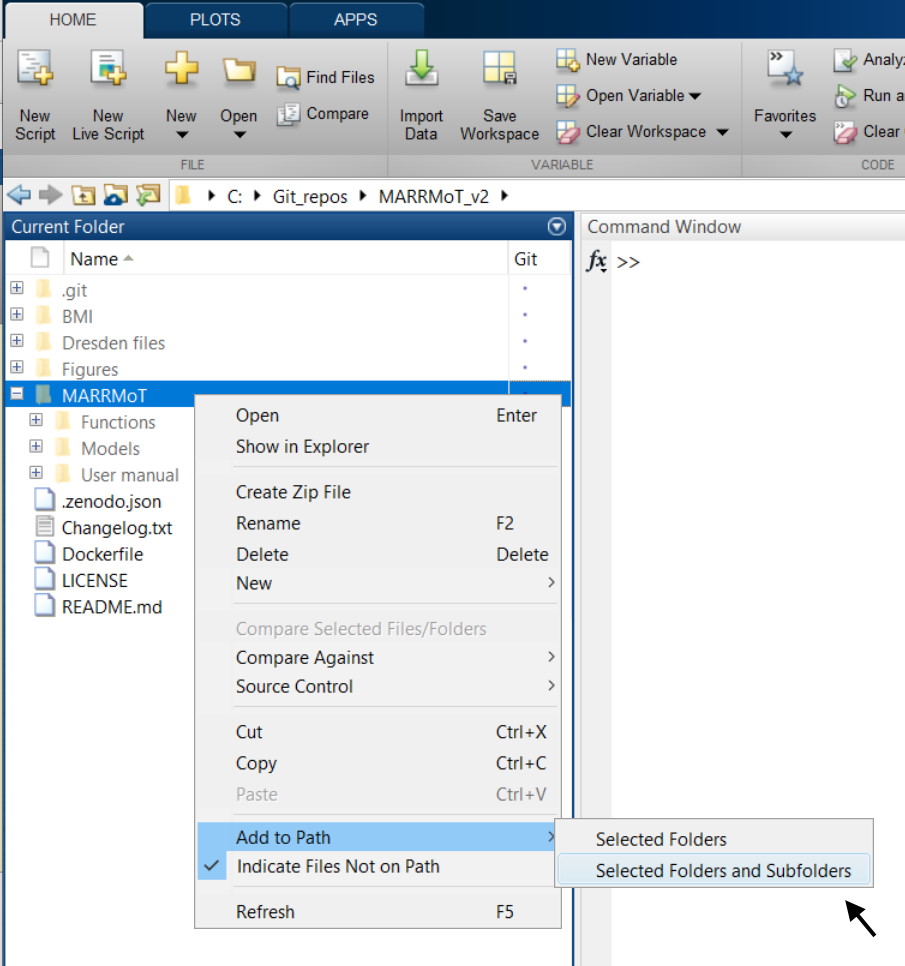 HOME PLOTS APPS
New Script
New Live Script
New
Open
Find Files
Compare
Import Data
Save Workspace
New Variable
Open Variable
Clear Workspace
Favorites
Analy
Run a
Clear
FILE VARIABLE CODE
C: Git_repos MARRMoT_v2
Current Folder
Name Git
.git
BMI
Dresden files
Figures
MARRMoT
Functions
Models
User manual
.zenodo.json
Changelog.txt
Dockerfile
LICENSE
README.md
Open Enter
Show in Explorer
Create Zip File
Rename F2
Delete Delete
New
Compare Selected Files/Folders
Compare Against
Source Control
Cut Ctrl+X
Copy Ctrl+C
Paste Ctrl+V
Add to Path
Indicate Files Not on Path
Refresh F5
Selected Folders
Selected Folders and Subfolders
Command Window
fx >>